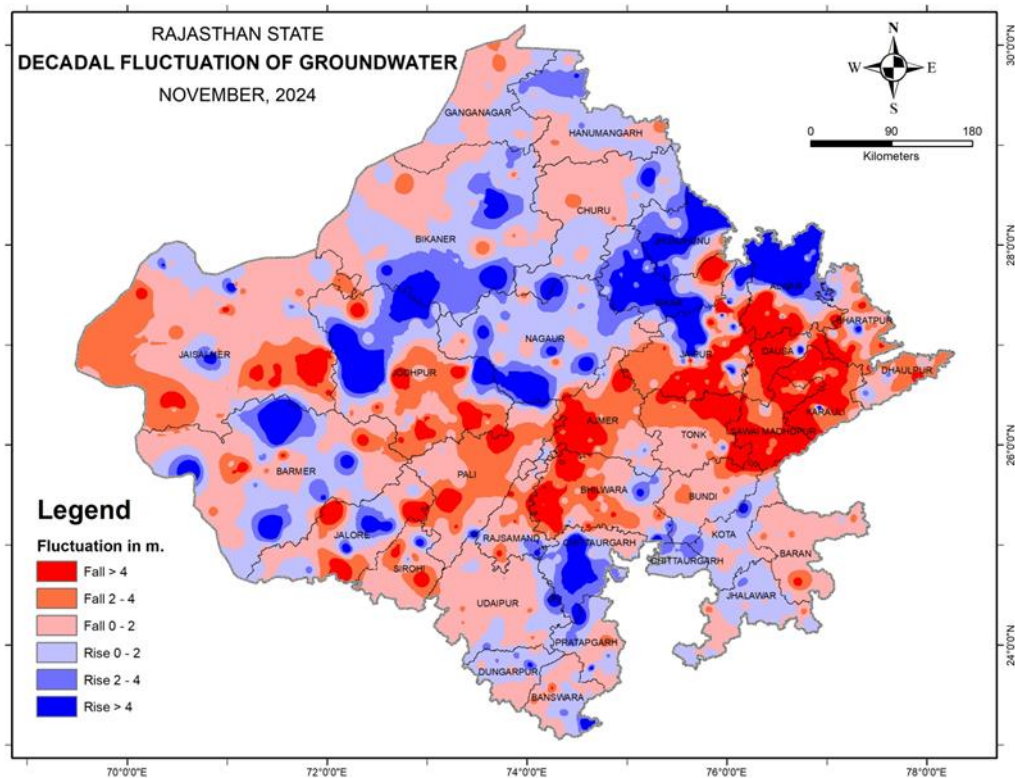 RAJASTHAN STATE
DECADAL FLUCTUATION OF GROUNDWATER
NOVEMBER, 2024
N
W E
S
0 90 180
Kilometers
30°0'0"N
28°0'0"N
26°0'0"N
24°0'0"N
GANGANAGAR
HANUMANGARH
CHURU
BIKANER
JHUNJHUNU
SIKAR
ALWAR
BHARATPUR
NAGAUR
JAIPUR
DAUSA
DHAULPUR
JAISALMER
JODHPUR
KARAULI
AJMER
TONK
SAWAI MADHOPUR
BARMER
PALI
BHILWARA
BUNDI
JALORE
RAJSAMAND
CHITTAURGARH
KOTA
CHITTAURGARH
BARAN
SIROHI
UDAIPUR
JHALAWAR
PRATAPGARH
DUNGARPUR
BANSWARA
Legend
Fluctuation in m.
Fall > 4
Fall 2 - 4
Fall 0 - 2
Rise 0 - 2
Rise 2 - 4
Rise > 4
70°0'0"E 72°0'0"E 74°0'0"E 76°0'0"E 78°0'0"E